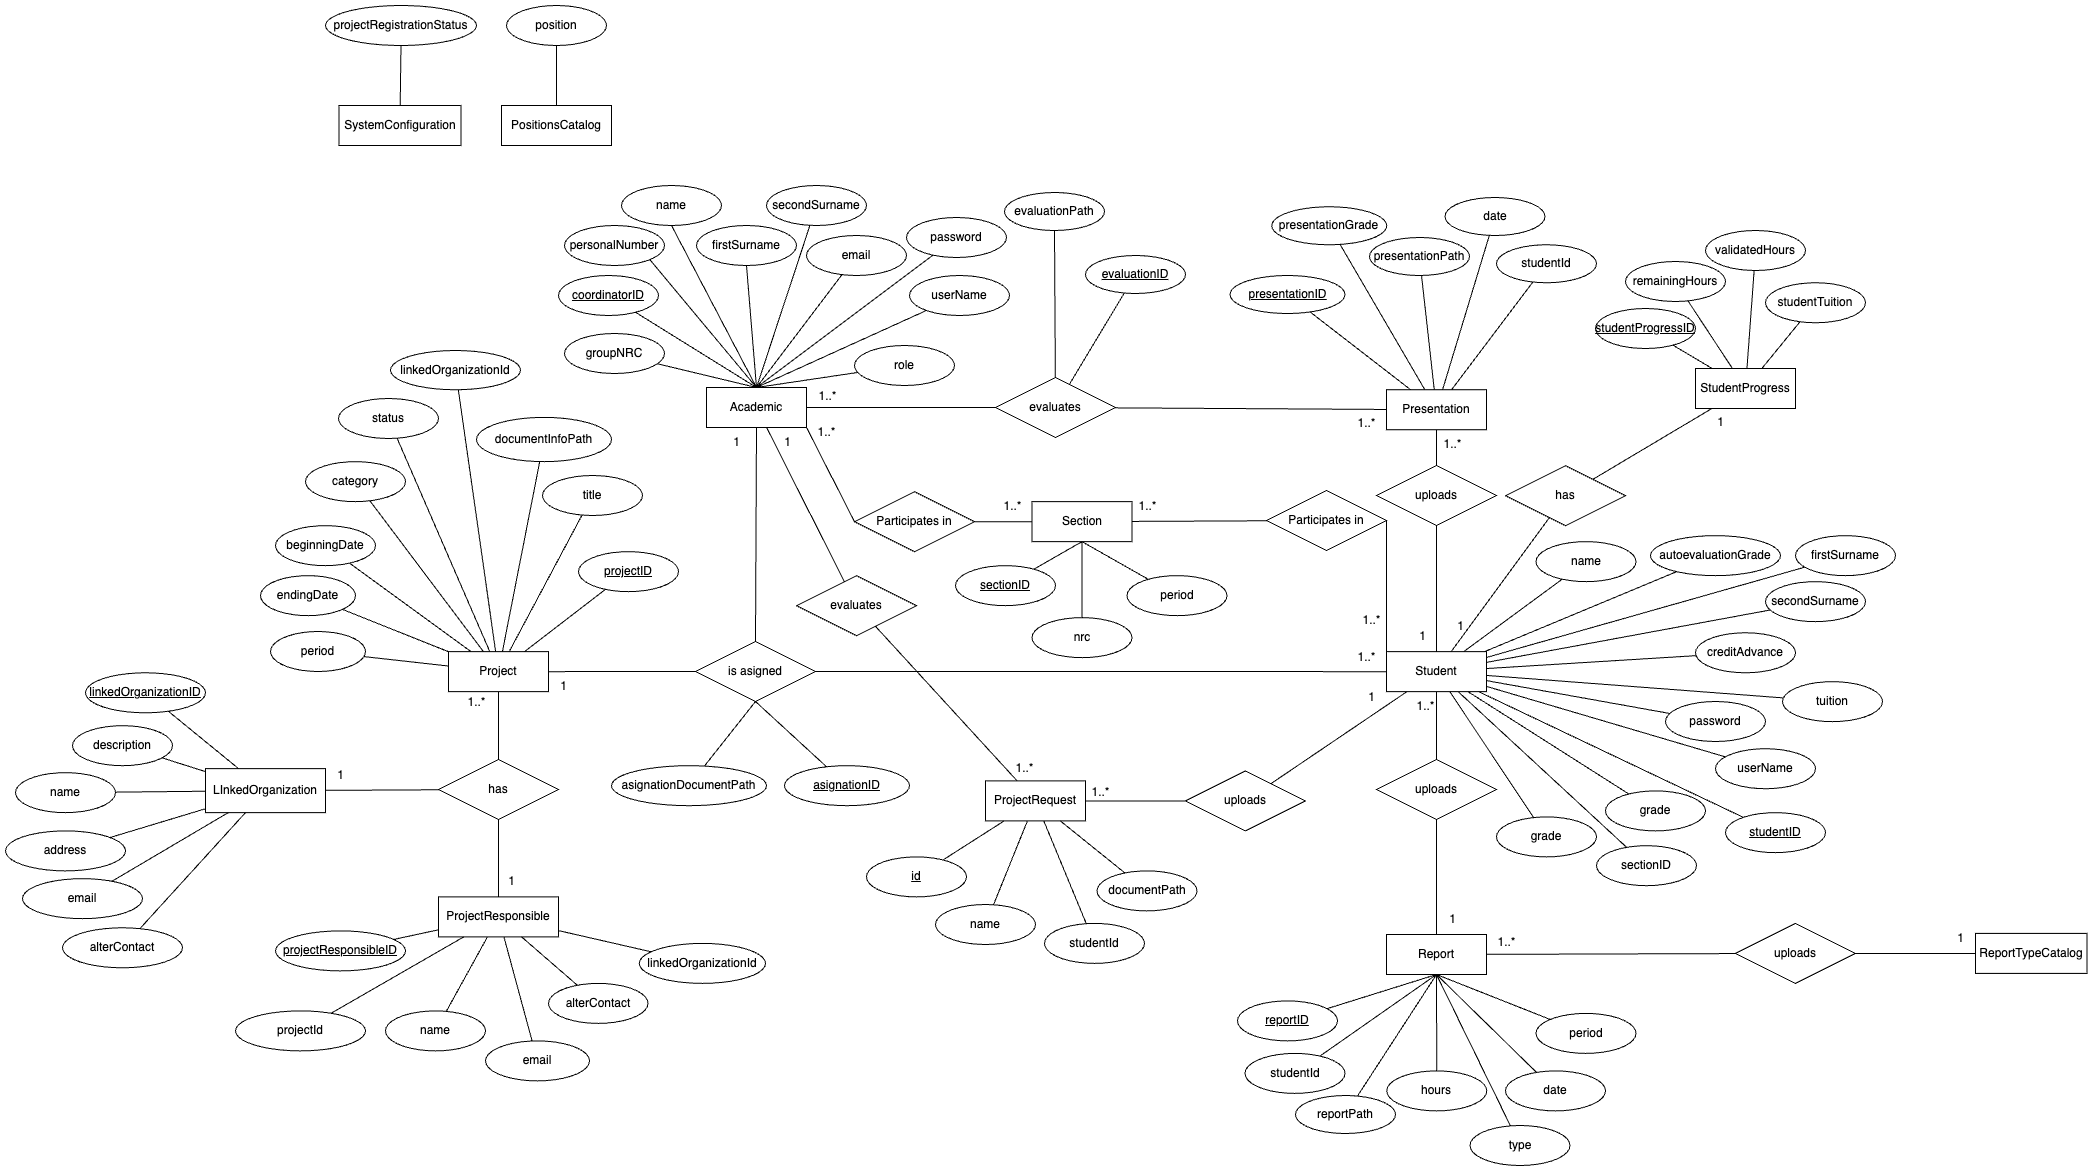 projectRegistrationStatus
position
SystemConfiguration
PositionsCatalog
name
secondSurname
personalNumber
firstSurname
email
password
coordinatorID
userName
groupNRC
role
Academic
evaluationPath
evaluationID
evaluates
1..*
1..*
presentationGrade
date
presentationPath
studentId
presentationID
Presentation
1..*
validatedHours
remainingHours
studentTuition
studentProgressID
StudentProgress
1
has
uploads
1
1
1..*
Participates in
1..*
Section
1..*
Participates in
sectionID
period
nrc
1..*
linkedOrganizationId
status
documentInfoPath
category
title
beginningDate
projectID
endingDate
period
Project
1
1..*
evaluates
is asigned
asignationDocumentPath
asignationID
1..*
1
1
Student
1
1..*
name
autoevaluationGrade
firstSurname
secondSurname
creditAdvance
tuition
password
userName
grade
studentID
grade
sectionID
linkedOrganizationID
description
name
address
email
alterContact
LInkedOrganization
1
has
1
ProjectResponsible
projectResponsibleID
projectId
name
email
alterContact
linkedOrganizationId
1..*
ProjectRequest
1..*
uploads
id
name
studentId
documentPath
uploads
1
Report
1..*
uploads
1
ReportTypeCatalog
reportID
studentId
reportPath
hours
type
date
period